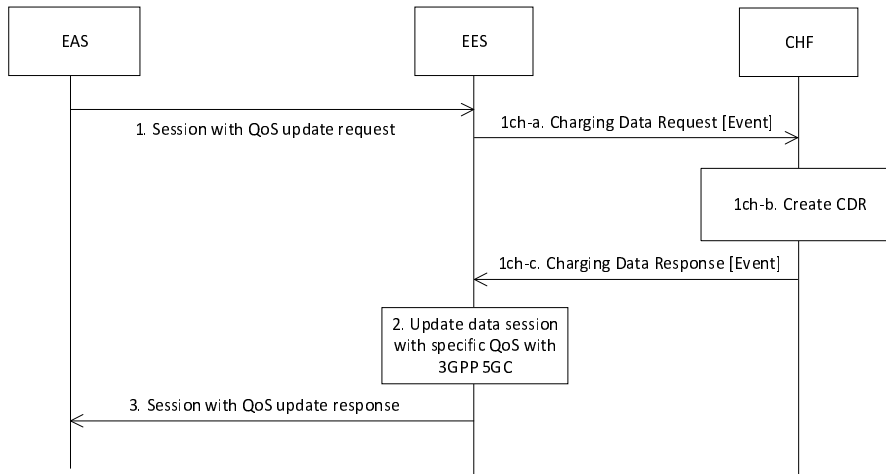 EAS
EES
CHF
1. Session with QoS update request
1ch-a. Charging Data Request [Event]
1ch-b. Create CDR
1ch-c. Charging Data Response [Event]
2. Update data session
with specific QoS with
3GPP 5GC
3. Session with QoS update response